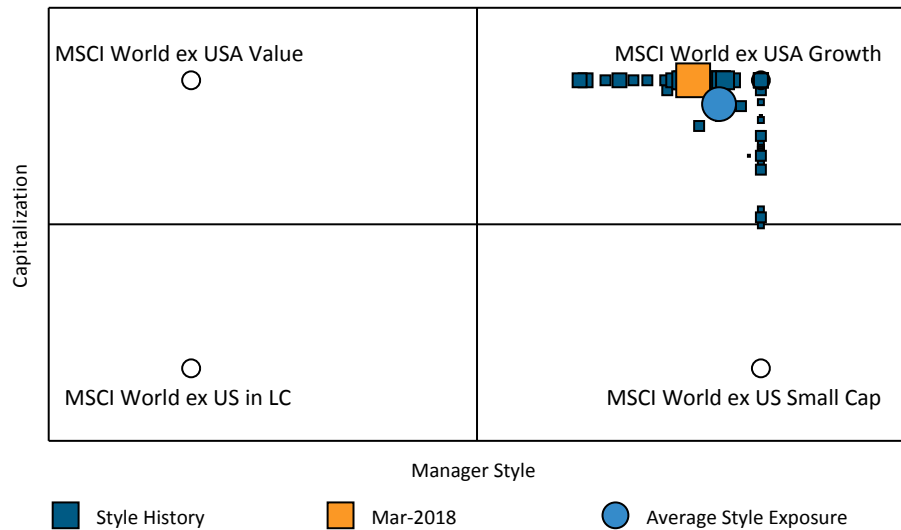 MSCI World ex USA Value
MSCI World ex USA Growth
Capitalization
MSCI World ex US in LC
MSCI World ex US Small Cap
Manager Style
Style History
Mar-2018
Average Style Exposure